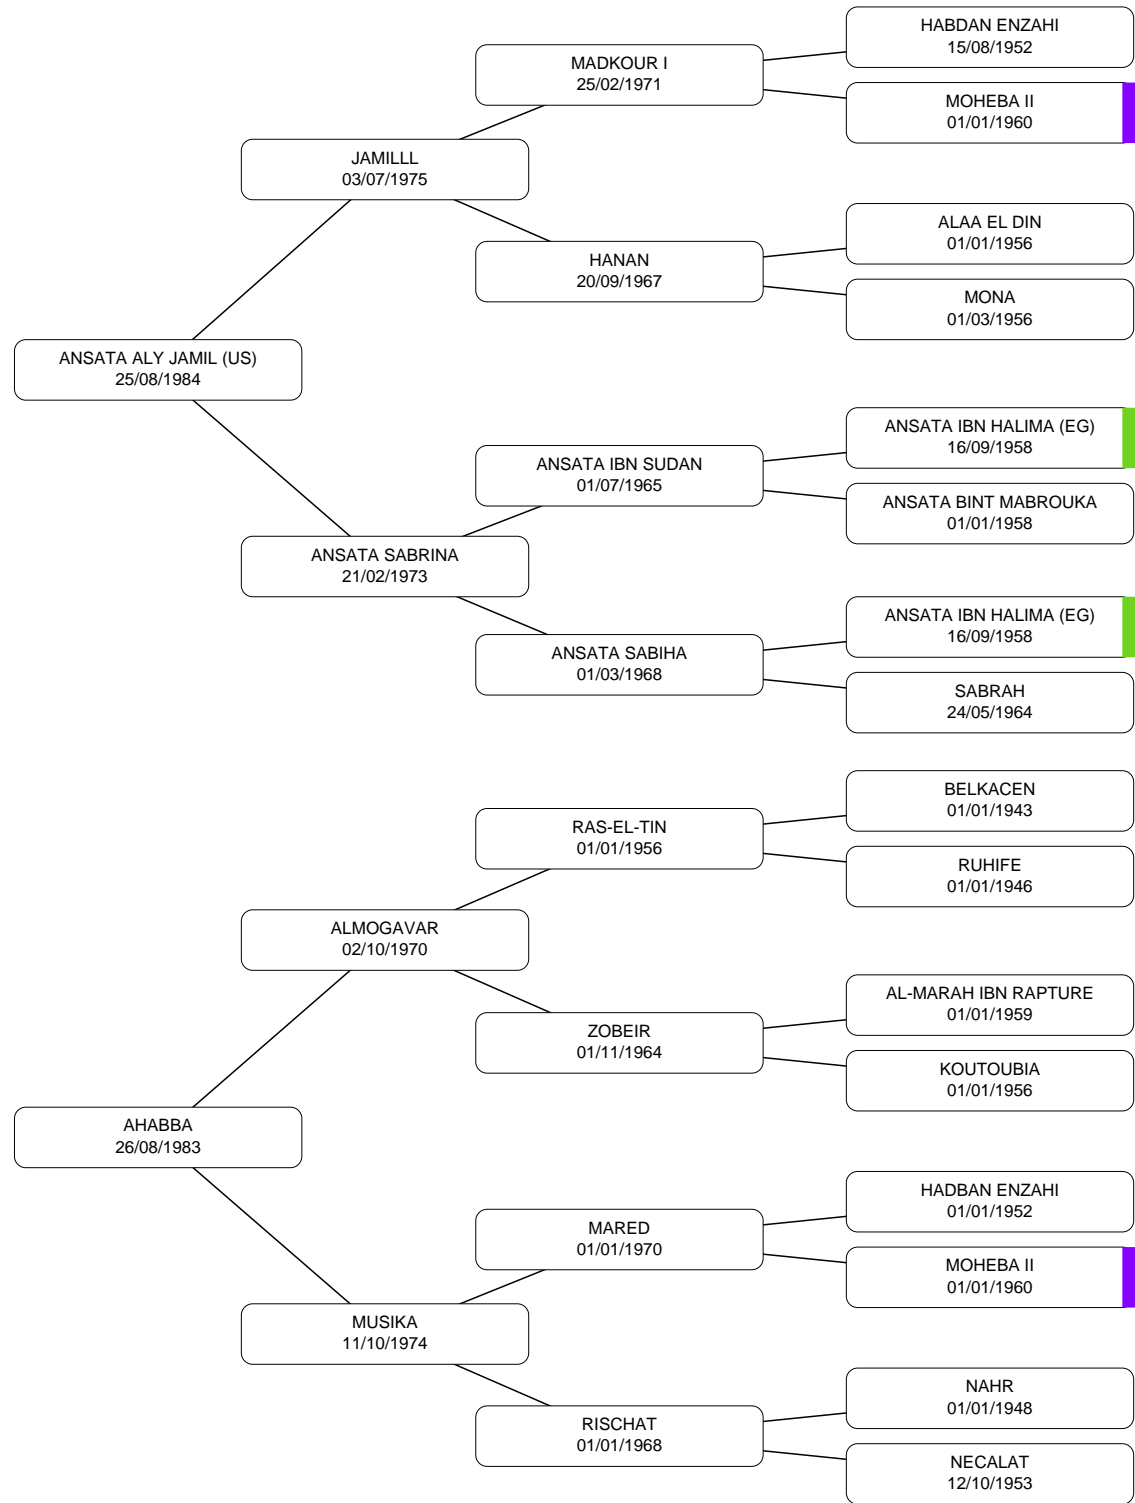 HABDAN ENZAHI
15/08/1952
MADKOUR I
25/02/1971
MOHEBA II
01/01/1960
JAMILLL
03/07/1975
ALAA EL DIN
01/01/1956
HANAN
20/09/1967
MONA
01/03/1956
ANSATA ALY JAMIL (US)
25/08/1984
ANSATA IBN HALIMA (EG)
16/09/1958
ANSATA IBN SUDAN
01/07/1965
ANSATA BINT MABROUKA
01/01/1958
ANSATA SABRINA
21/02/1973
ANSATA IBN HALIMA (EG)
16/09/1958
ANSATA SABIHA
01/03/1968
SABRAH
24/05/1964
BELKACEN
01/01/1943
RAS-EL-TIN
01/01/1956
RUHIFE
01/01/1946
ALMOGAVAR
02/10/1970
AL-MARAH IBN RAPTURE
01/01/1959
ZOBEIR
01/11/1964
KOUTOUBIA
01/01/1956
AHABBA
26/08/1983
HADBAN ENZAHI
01/01/1952
MARED
01/01/1970
MOHEBA II
01/01/1960
MUSIKA
11/10/1974
NAHR
01/01/1948
RISCHAT
01/01/1968
NECALAT
12/10/1953